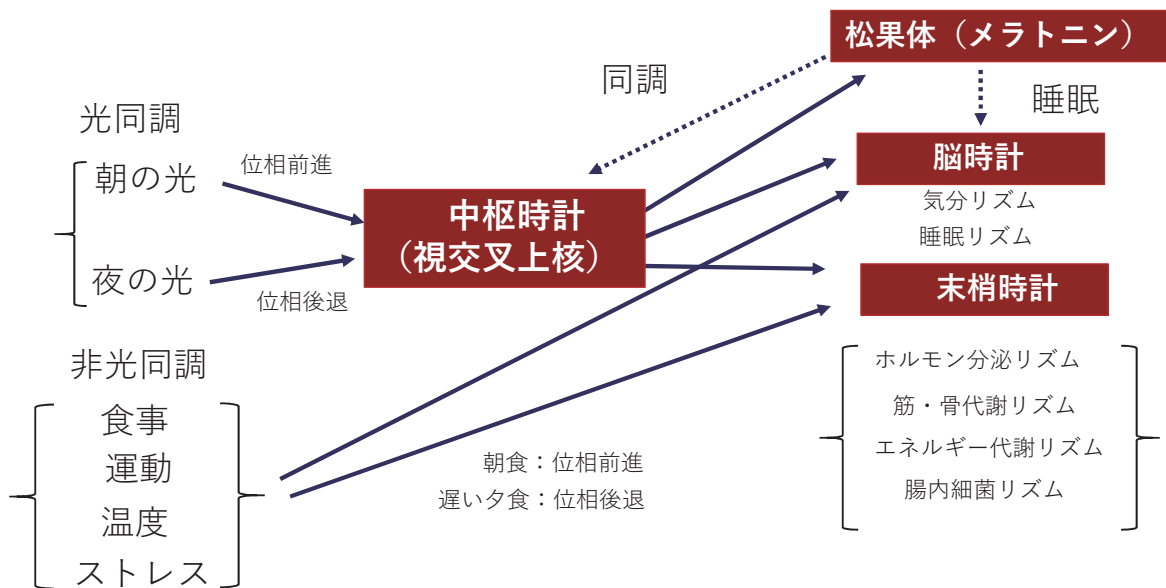 松果体（メラトニン）
同調
睡眠
光同調
朝の光
位相前進
夜の光
位相後退
中枢時計
（視交叉上核）
脳時計
気分リズム
睡眠リズム
末梢時計
ホルモン分泌リズム
筋・骨代謝リズム
エネルギー代謝リズム
腸内細菌リズム
非光同調
食事
運動
温度
ストレス
朝食：位相前進
遅い夕食：位相後退